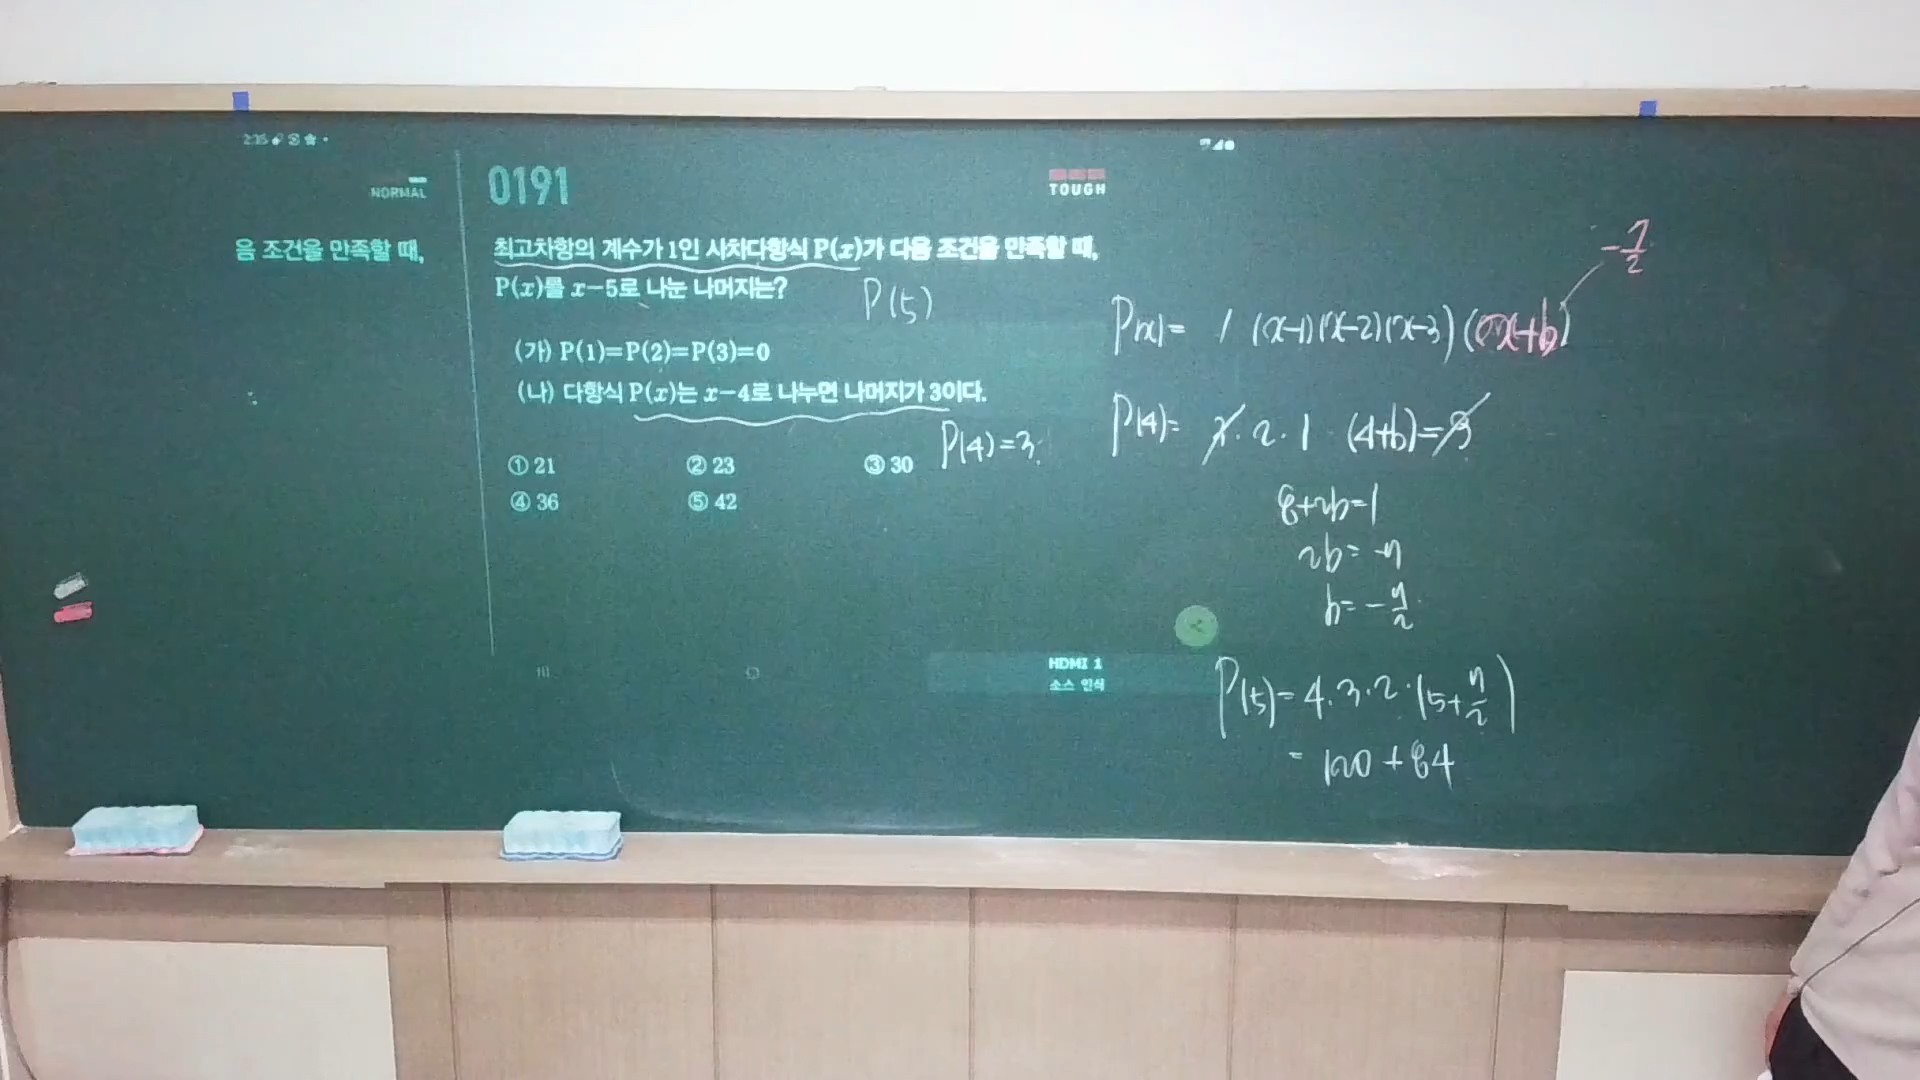 2:35
NORMAL
음 조건을 만족할 때,
0191
TOUGH
최고차항의 계수가 1인 사차다항식 P(x)가 다음 조건을 만족할 때,
P(x)를 x-5로 나눈 나머지는?
P(5)
(가) P(1)=P(2)=P(3)=0
(나) 다항식 P(x)는 x-4로 나누면 나머지가 3이다.
P(4)=3
① 21 ② 23 ③ 30
④ 36 ⑤ 42
HDMI 1
소스 인식
-7/2
P(x)= 1 (x-1)(x-2)(x-3)(x+b)
P(4)= 3·2·1·(4+b)=3
8+2b=1
2b=-7
b=-7/2
P(5)=4·3·2·(5+7/2)
=120+84